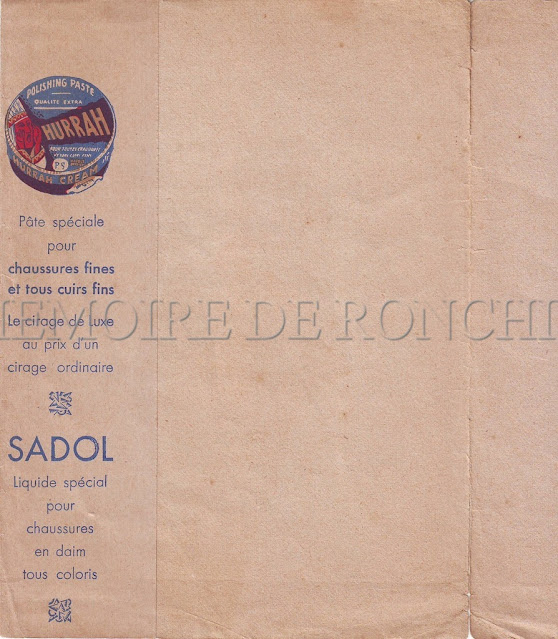 POLISHING PASTE
QUALITÉ EXTRA
HURRAH
HURRAH CREAM
Pâte spéciale
pour
chaussures fines
et tous cuirs fins
Le cirage de luxe
au prix d'un
cirage ordinaire
SADOL
Liquide spécial
pour
chaussures
en daim
tous coloris
MEMOIRE DE RONCHI